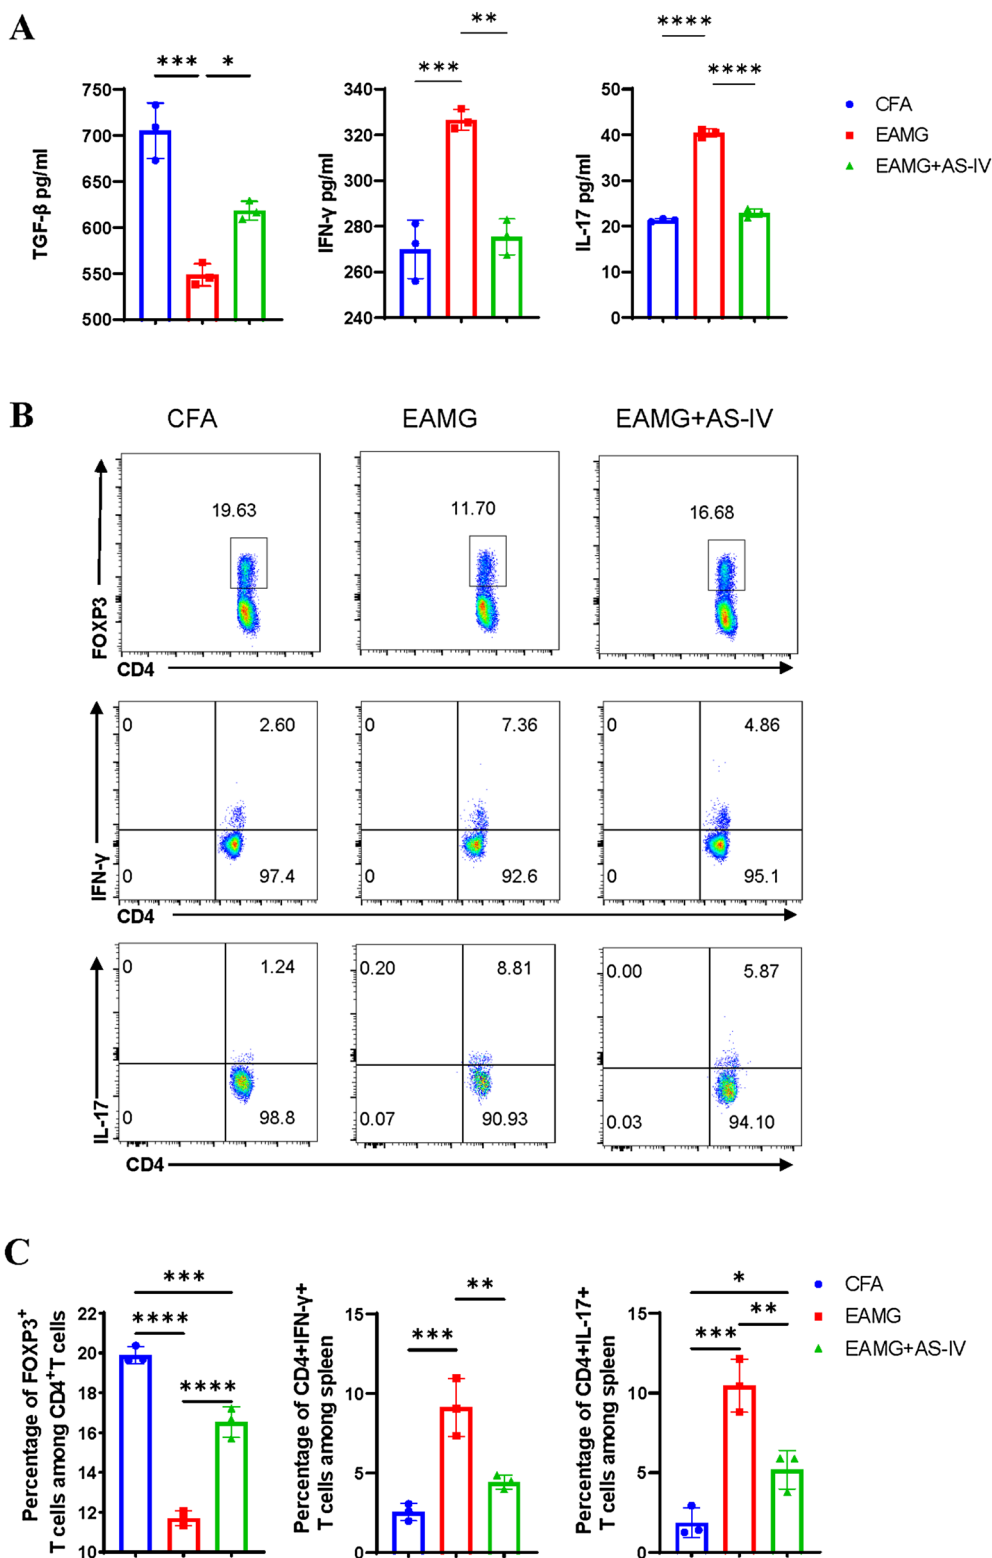 A
*** *
** ***
**** ****
750
700
650
600
550
500
TGF-β pg/ml
340
320
300
280
260
240
IFN-γ pg/ml
50
40
30
20
10
0
IL-17 pg/ml
CFA
EAMG
EAMG+AS-IV
B
CFA EAMG EAMG+AS-IV
19.63 11.70 16.68
FOXP3
CD4
0 2.60 0 7.36 0 4.86
0 97.4 0 92.6 0 95.1
IFN-γ
CD4
0 1.24 0.20 8.81 0.00 5.87
0 98.8 0.07 90.93 0.03 94.10
IL-17
CD4
C
***
****
****
22
20
18
16
14
12
10
Percentage of FOXP3+
T cells among CD4+T cells
**
***
15
10
5
0
Percentage of CD4+IFN-γ+
T cells among spleen
*
**
***
15
10
5
0
Percentage of CD4+IL-17+
T cells among spleen
CFA
EAMG
EAMG+AS-IV